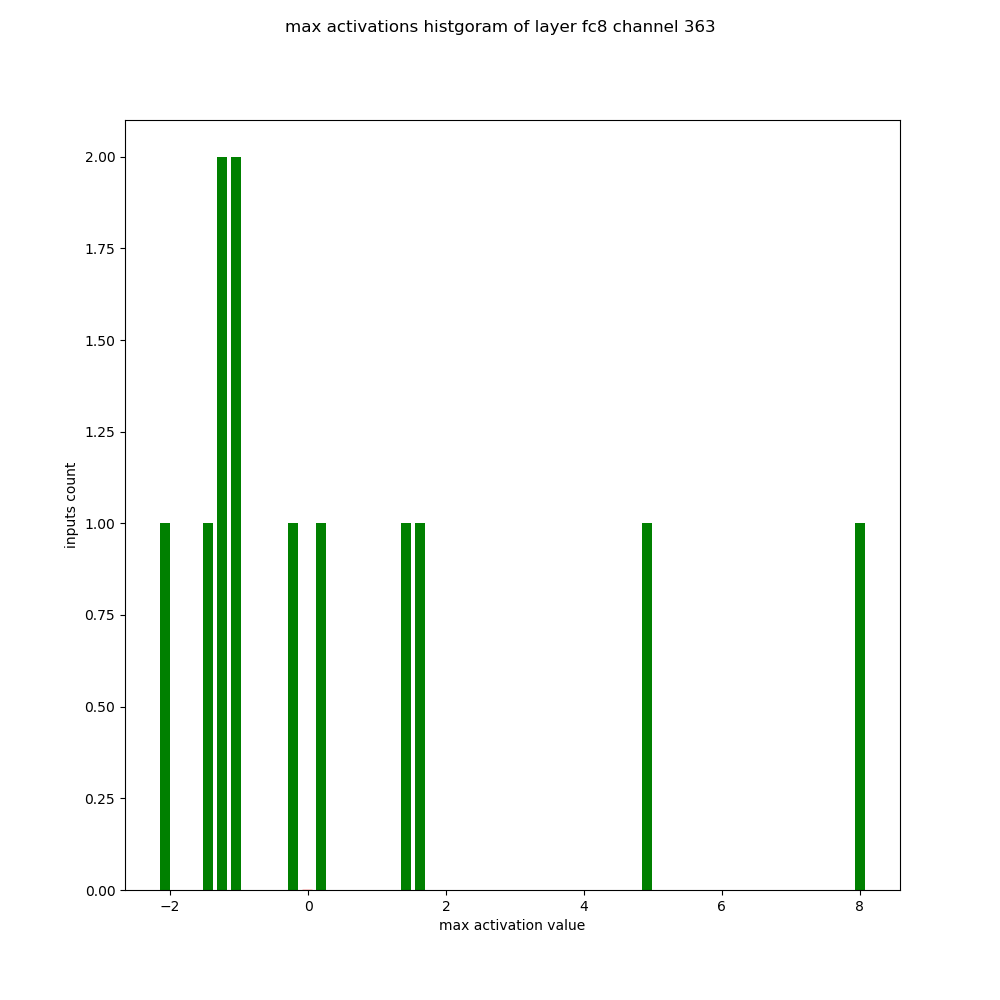 max activations histgoram of layer fc8 channel 363
2.00
1.75
1.50
1.25
1.00
0.75
0.50
0.25
0.00
inputs count
−2 0 2 4 6 8
max activation value